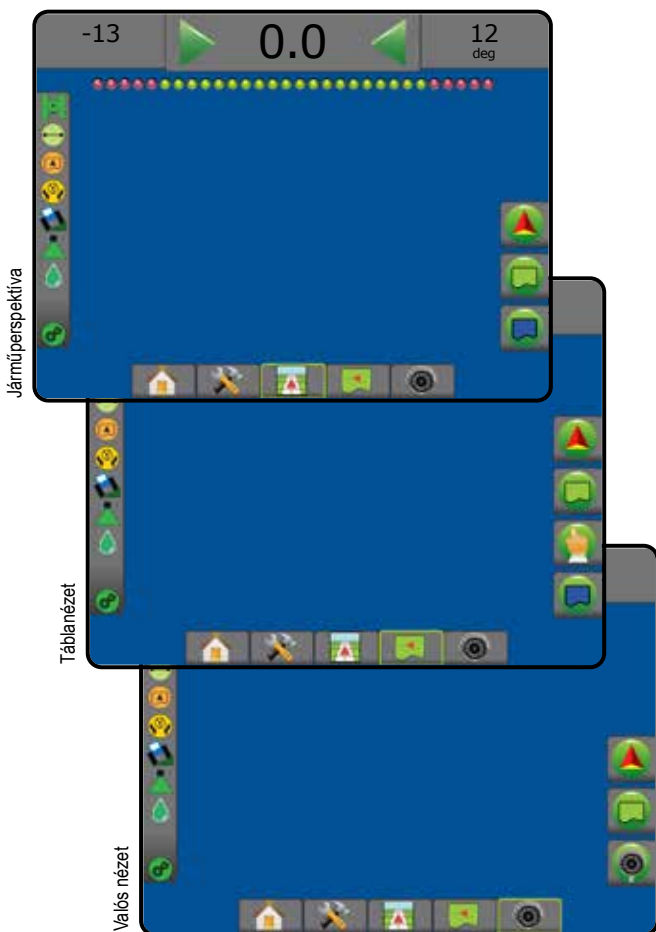 -13
0.0
12
deg
Járműperspektíva
Táblanézet
Valós nézet